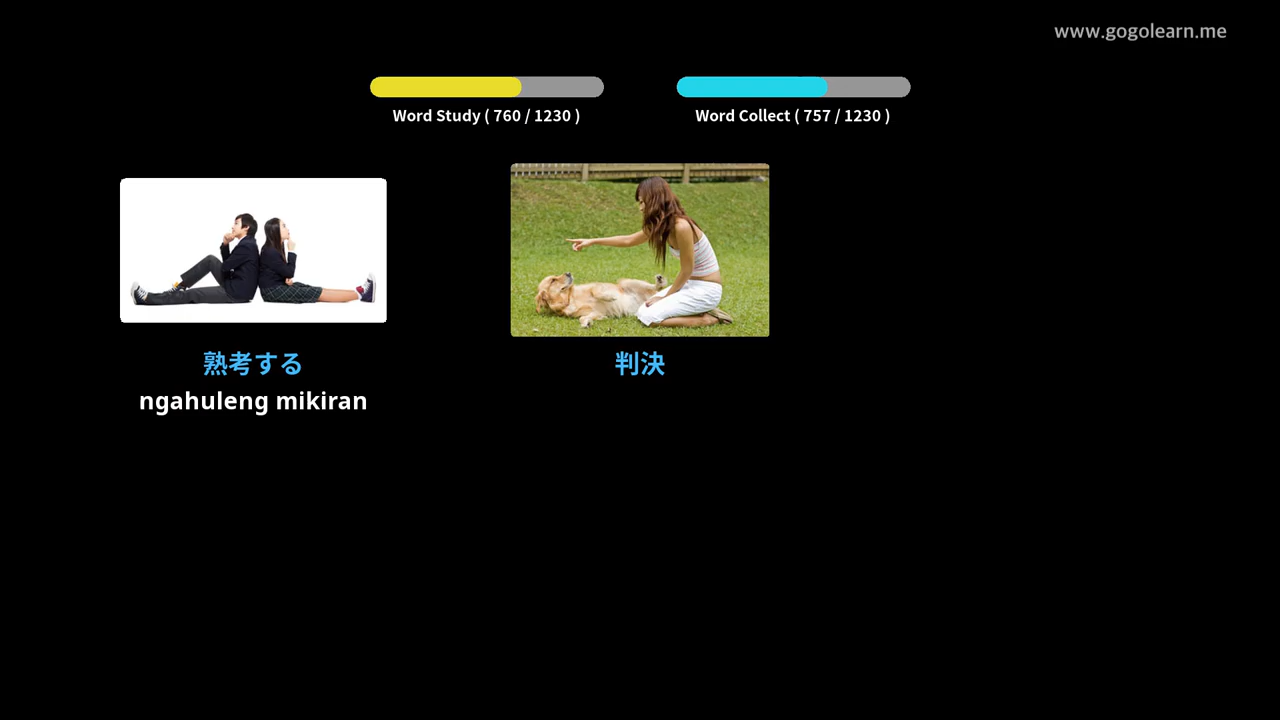 www.gogolearn.me
Word Study ( 760 / 1230 )
Word Collect ( 757 / 1230 )
熟考する
ngahuleng mikiran
判決